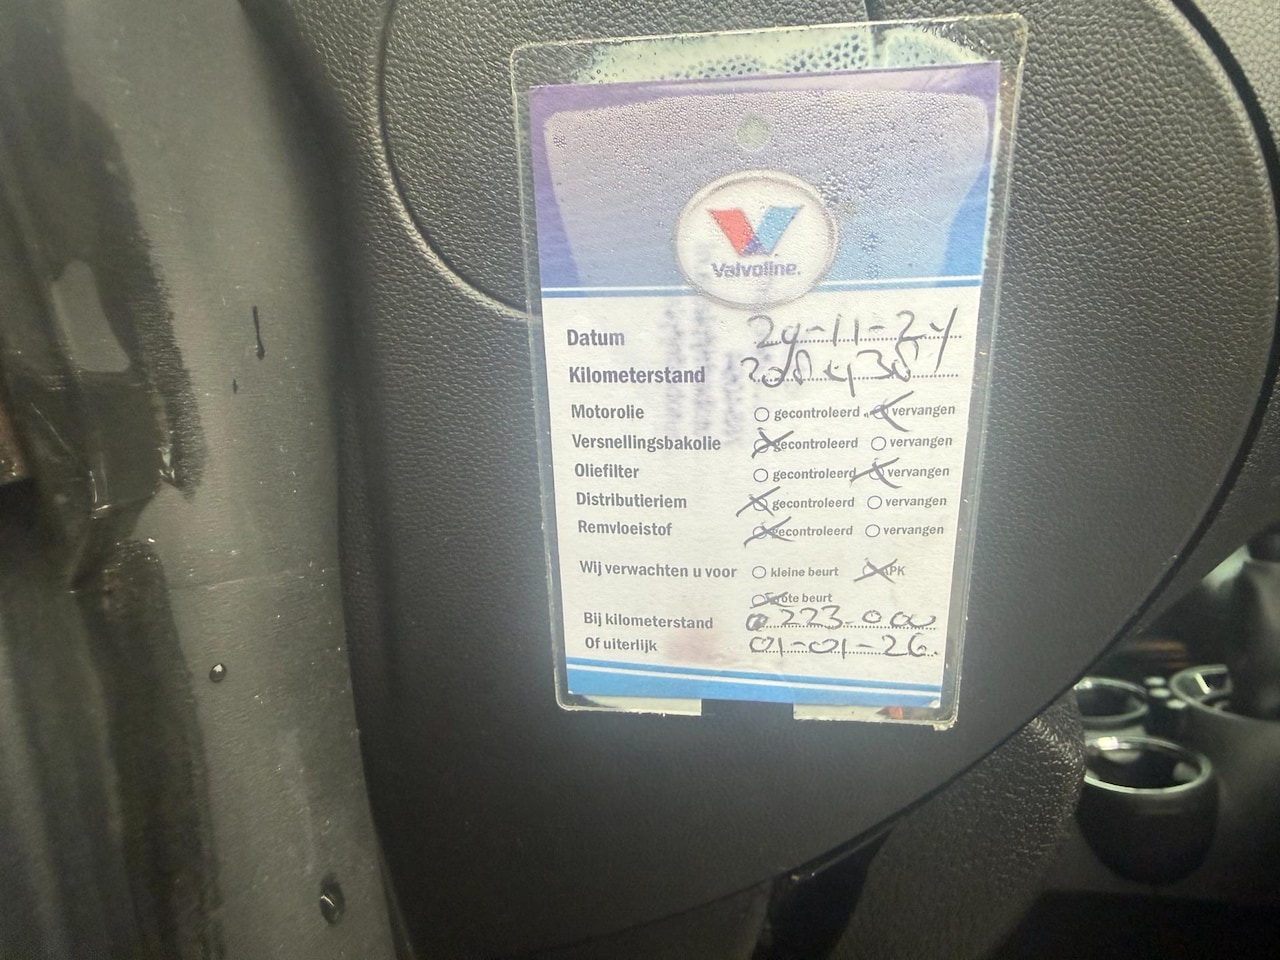 Valvoline.
Datum 29-11-24
Kilometerstand 208438
Motorolie gecontroleerd vervangen
Versnellingsbakolie gecontroleerd vervangen
Oliefilter gecontroleerd vervangen
Distributieriem gecontroleerd vervangen
Remvloeistof gecontroleerd vervangen
Wij verwachten u voor kleine beurt APK
Grote beurt
Bij kilometerstand 223.000
Of uiterlijk 01-01-26.